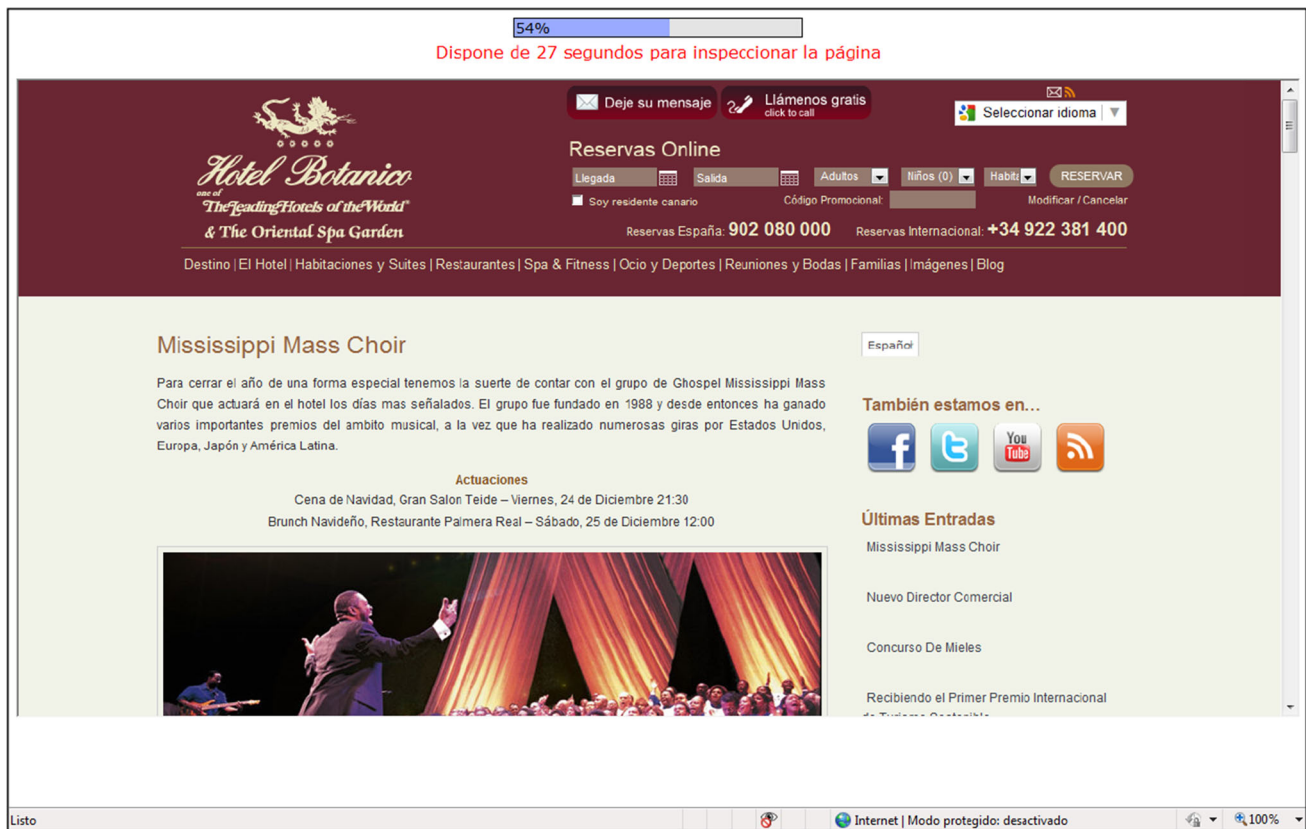 54%
Dispone de 27 segundos para inspeccionar la página
Deje su mensaje
Llámenos gratis
click to call
Seleccionar idioma
Hotel Botanico
one of
The Leading Hotels of the World®
& The Oriental Spa Garden
Reservas Online
Llegada Salida Adultos Niños (0) Habita RESERVAR
Soy residente canario Código Promocional: Modificar / Cancelar
Reservas España: 902 080 000 Reservas Internacional: +34 922 381 400
Destino | El Hotel | Habitaciones y Suites | Restaurantes | Spa & Fitness | Ocio y Deportes | Reuniones y Bodas | Familias | Imágenes | Blog
Mississippi Mass Choir
Para cerrar el año de una forma especial tenemos la suerte de contar con el grupo de Ghospel Mississippi Mass
Choir que actuará en el hotel los días mas señalados. El grupo fue fundado en 1988 y desde entonces ha ganado
varios importantes premios del ambito musical, a la vez que ha realizado numerosas giras por Estados Unidos,
Europa, Japón y América Latina.
Actuaciones
Cena de Navidad, Gran Salon Teide – Viernes, 24 de Diciembre 21:30
Brunch Navideño, Restaurante Palmera Real – Sábado, 25 de Diciembre 12:00
Español
También estamos en...
You
Tube
Últimas Entradas
Mississippi Mass Choir
Nuevo Director Comercial
Concurso De Mieles
Recibiendo el Primer Premio Internacional
de Turismo Sostenible
Listo
Internet | Modo protegido: desactivado
100%